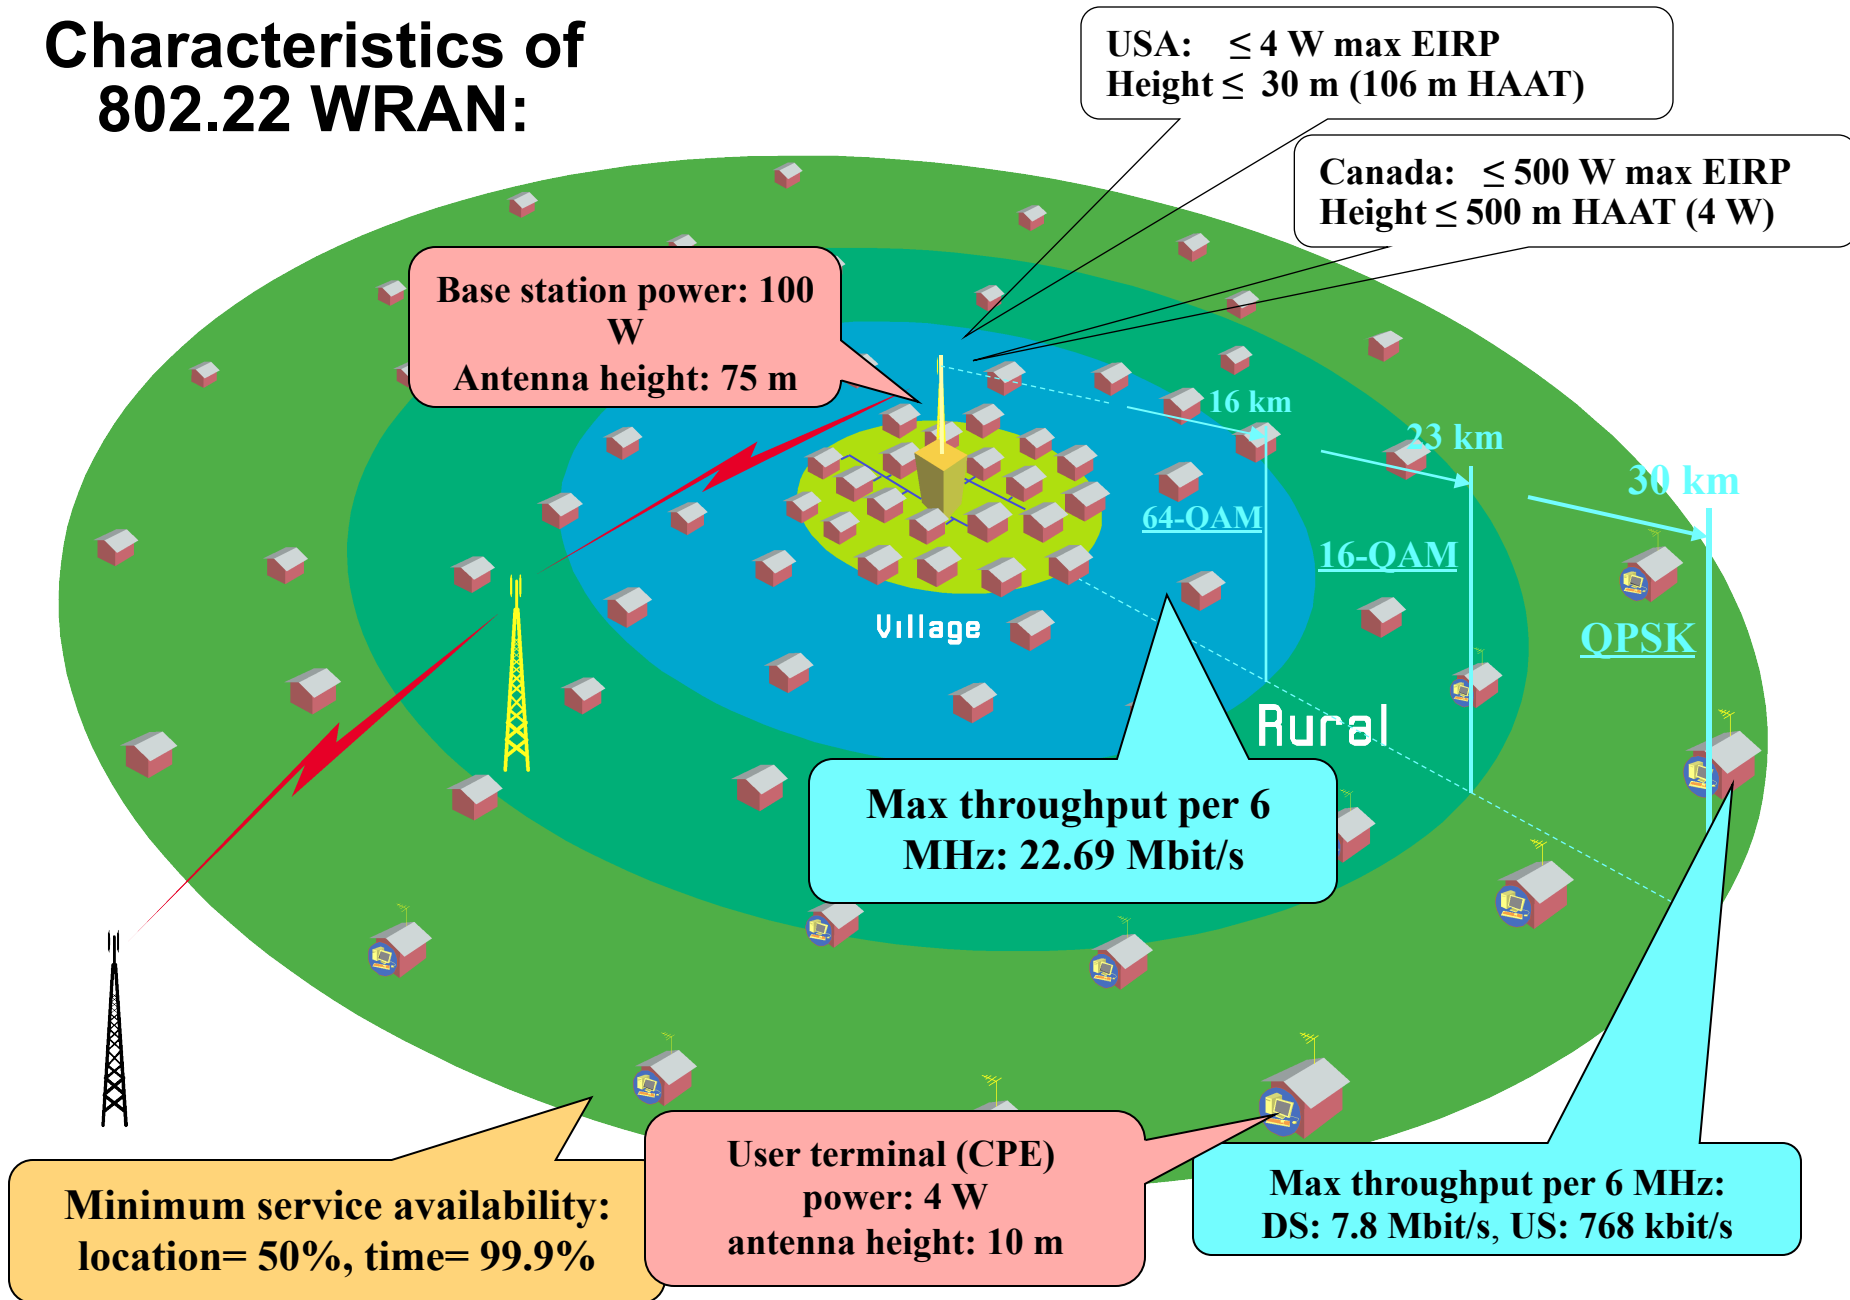 Characteristics of
802.22 WRAN:
USA: ≤ 4 W max EIRP
Height ≤ 30 m (106 m HAAT)
Canada: ≤ 500 W max EIRP
Height ≤ 500 m HAAT (4 W)
Base station power: 100
W
Antenna height: 75 m
16 km
23 km
30 km
64-QAM
16-QAM
QPSK
Village
Rural
Max throughput per 6
MHz: 22.69 Mbit/s
User terminal (CPE)
power: 4 W
antenna height: 10 m
Max throughput per 6 MHz:
DS: 7.8 Mbit/s, US: 768 kbit/s
Minimum service availability:
location= 50%, time= 99.9%